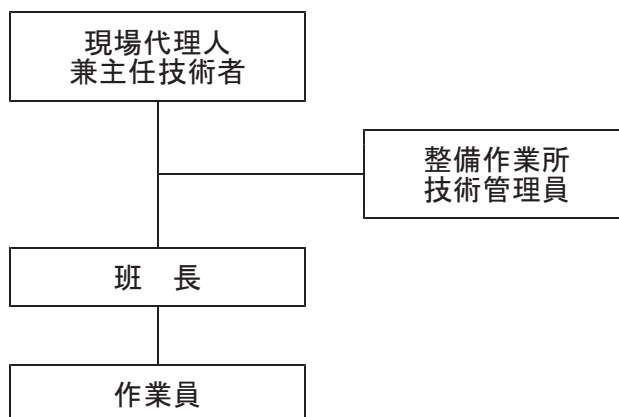 現場代理人
兼主任技術者
整備作業所
技術管理員
班　長
作業員